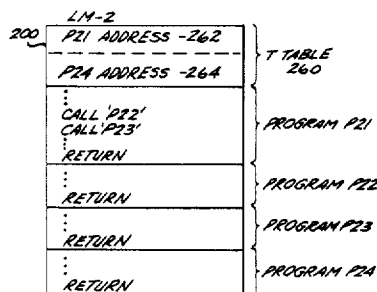 LM-2
200
P21 ADDRESS -262
P24 ADDRESS -264
T TABLE
260
CALL 'P22'
CALL 'P23'
RETURN
PROGRAM P21
RETURN
PROGRAM P22
RETURN
PROGRAM P23
RETURN
PROGRAM P24